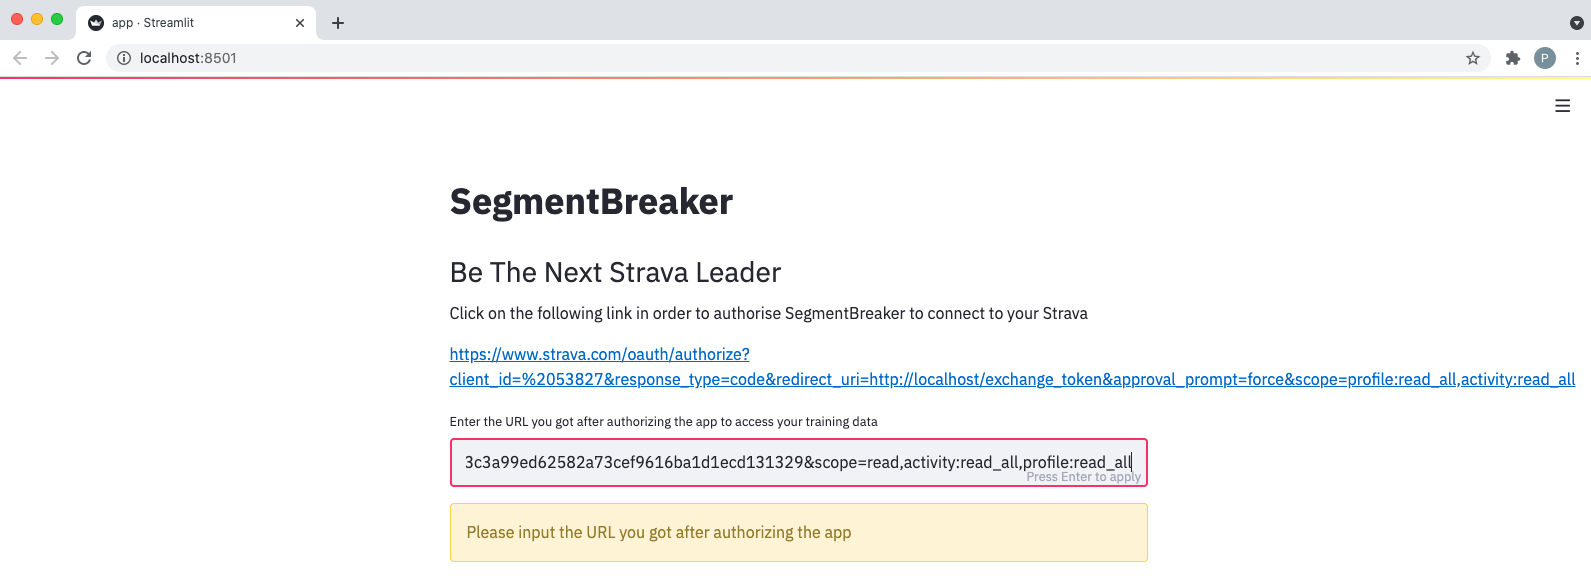 app · Streamlit
localhost:8501
P
SegmentBreaker
Be The Next Strava Leader
Click on the following link in order to authorise SegmentBreaker to connect to your Strava
https://www.strava.com/oauth/authorize?
client_id=%2053827&response_type=code&redirect_uri=http://localhost/exchange_token&approval_prompt=force&scope=profile:read_all,activity:read_all
Enter the URL you got after authorizing the app to access your training data
3c3a99ed62582a73cef9616ba1d1ecd131329&scope=read,activity:read_all,profile:read_all
Press Enter to apply
Please input the URL you got after authorizing the app